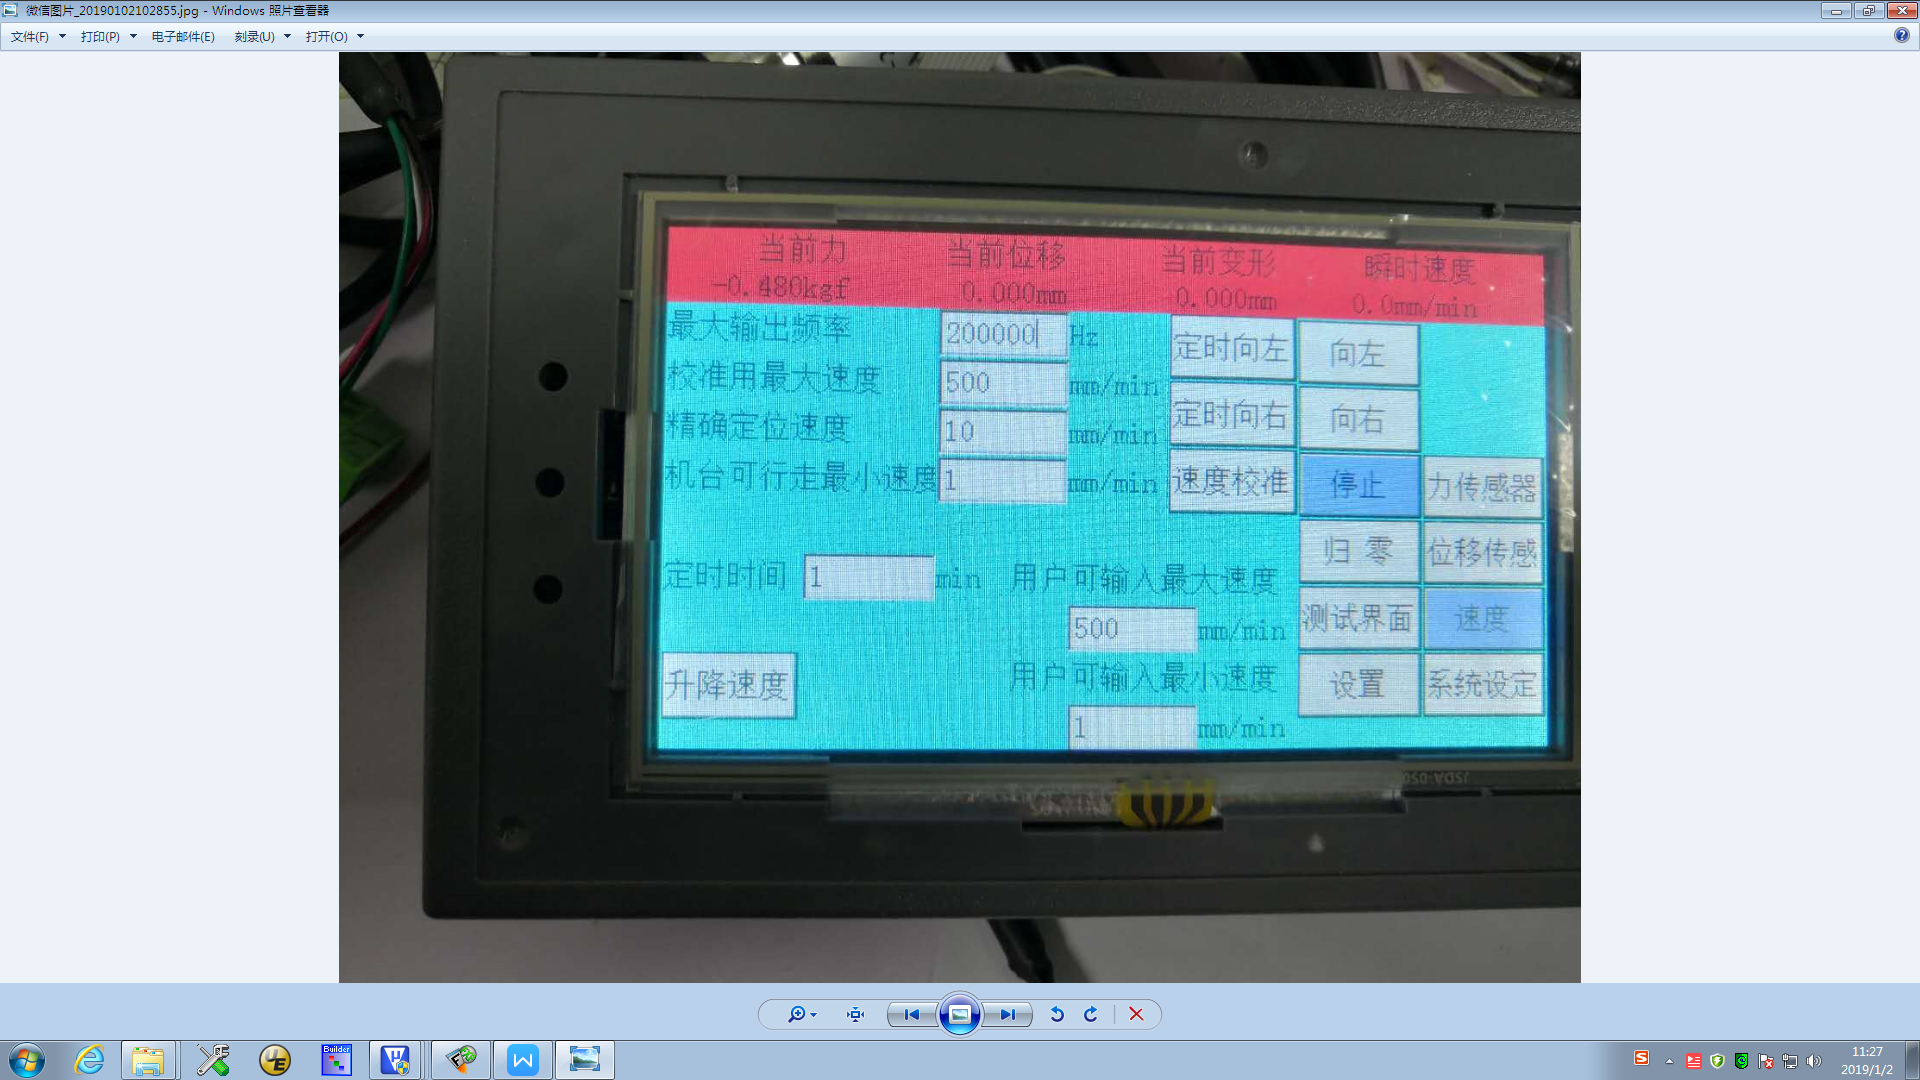 微信图片_20190102102855.jpg - Windows 照片查看器
文件(F) 打印(P) 电子邮件(E) 刻录(U) 打开(O)
当前力 当前位移 当前变形 瞬时速度
-0.480kgf 0.000mm 0.000mm 0.0mm/min
最大输出频率 200000 Hz 定时向左 向左
校准用最大速度 500 mm/min
精确定位速度 10 mm/min 定时向右 向右
机台可行走最小速度 1 mm/min 速度校准 停止 力传感器
归 零 位移传感
定时时间 1 min 用户可输入最大速度
500 mm/min 测试界面 速度
升降速度 用户可输入最小速度 设置 系统设定
1 mm/min
JSDA-050
Builder
11:27
2019/1/2